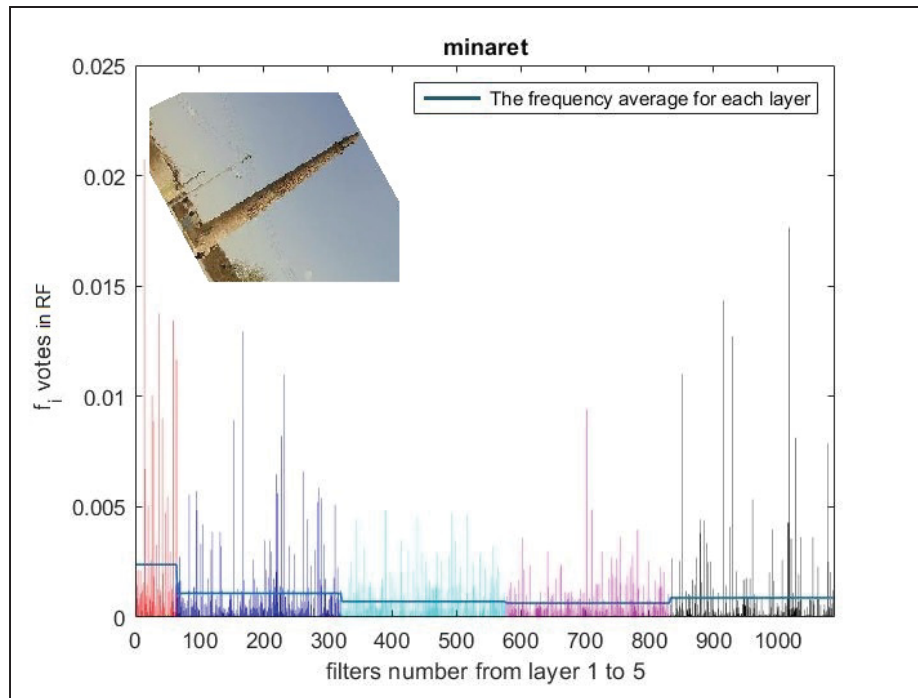 minaret
The frequency average for each layer
0.025
0.02
0.015
0.01
0.005
0
f_i votes in RF
0 100 200 300 400 500 600 700 800 900 1000
filters number from layer 1 to 5